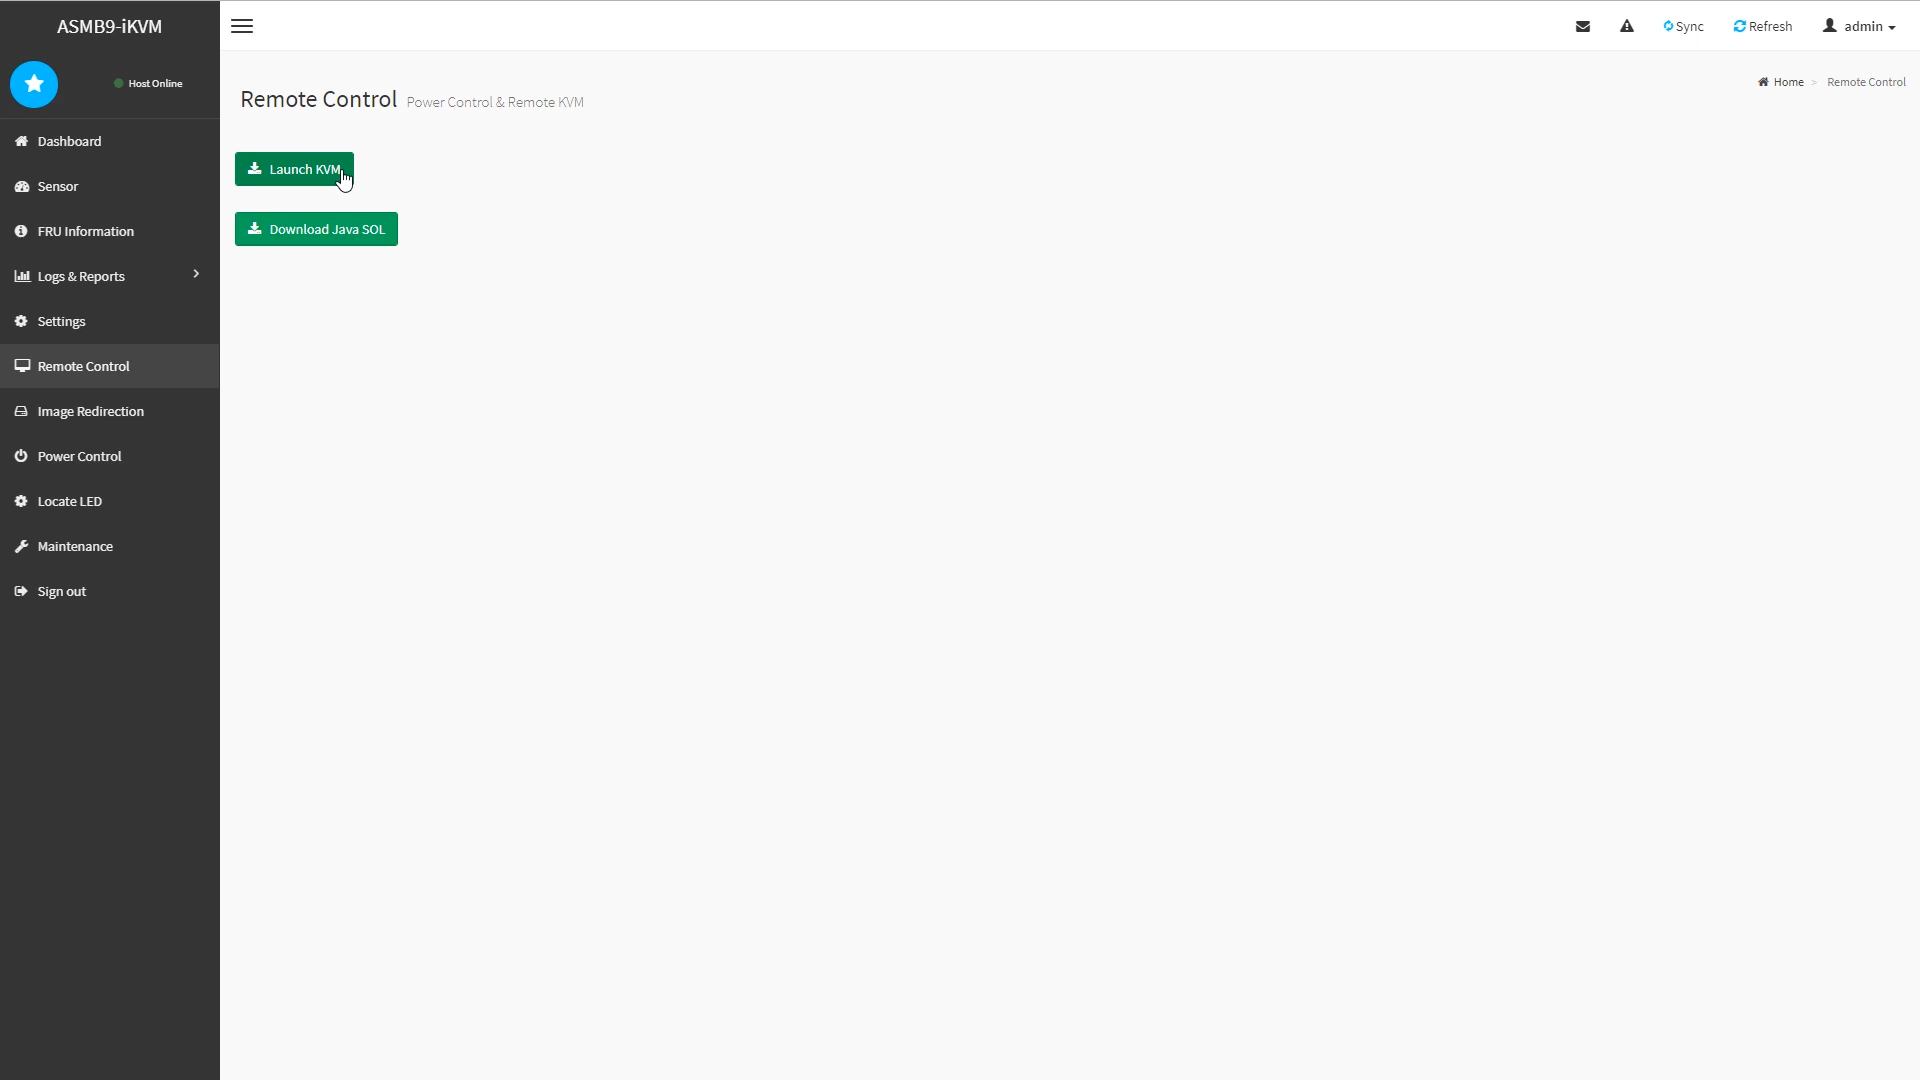 ASMB9-iKVM
Sync
Refresh
admin
Host Online
Home > Remote Control
Remote Control Power Control & Remote KVM
Dashboard
Sensor
FRU Information
Logs & Reports
Settings
Remote Control
Image Redirection
Power Control
Locate LED
Maintenance
Sign out
Launch KVM
Download Java SOL